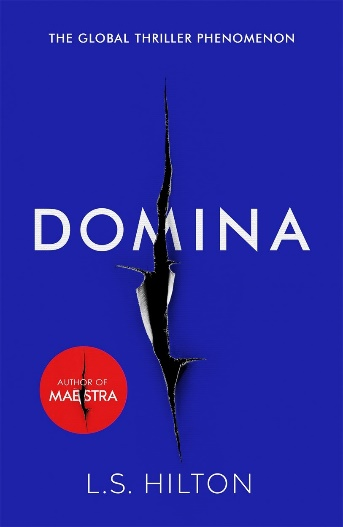 THE GLOBAL THRILLER PHENOMENON
DOMINA
AUTHOR OF
MAESTRA
L.S. HILTON